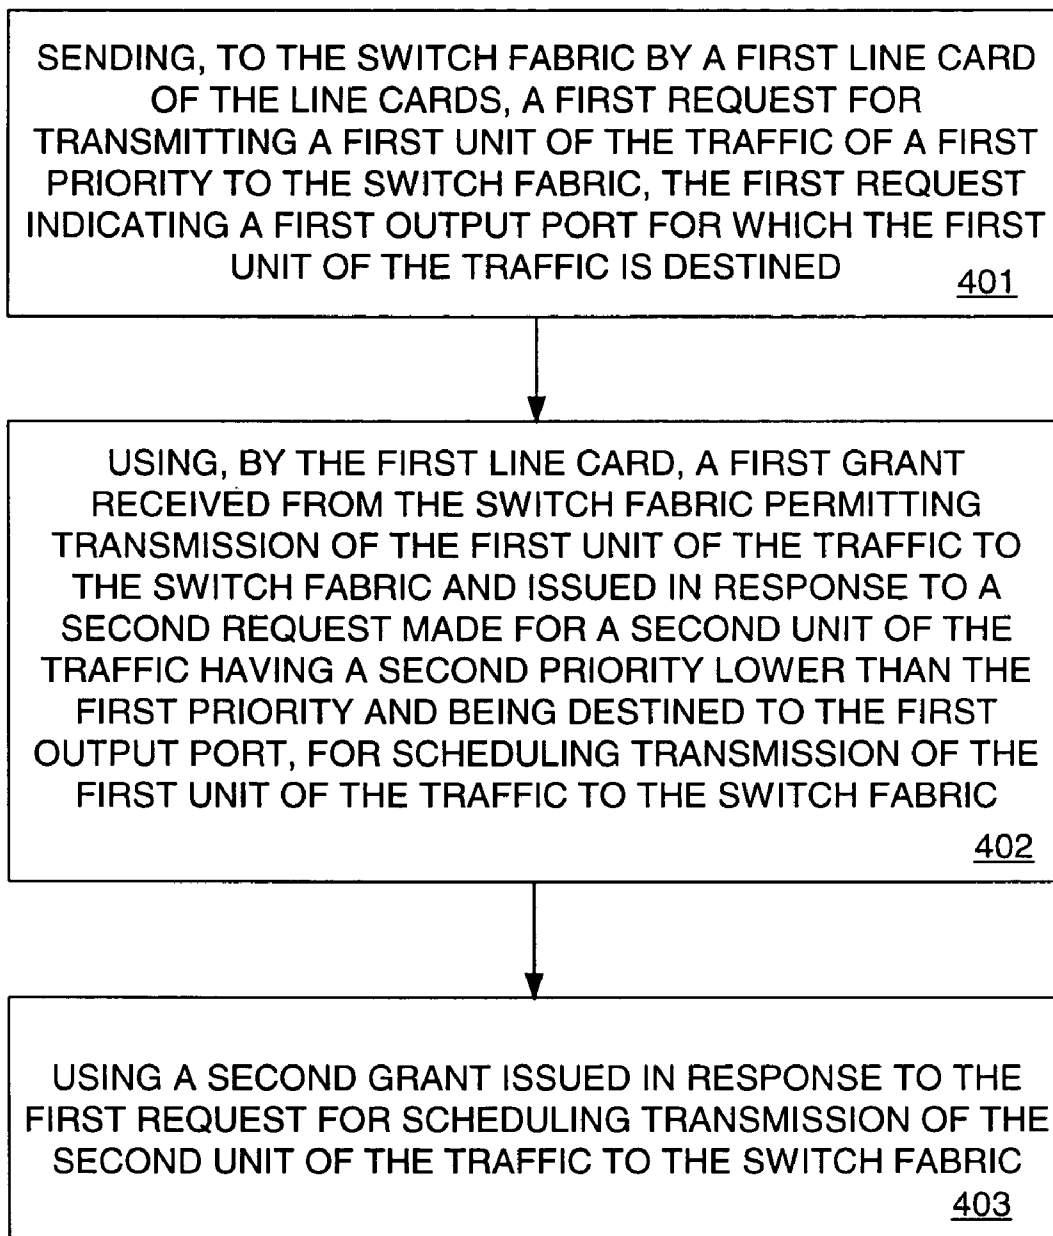 SENDING, TO THE SWITCH FABRIC BY A FIRST LINE CARD
OF THE LINE CARDS, A FIRST REQUEST FOR
TRANSMITTING A FIRST UNIT OF THE TRAFFIC OF A FIRST
PRIORITY TO THE SWITCH FABRIC, THE FIRST REQUEST
INDICATING A FIRST OUTPUT PORT FOR WHICH THE FIRST
UNIT OF THE TRAFFIC IS DESTINED
401
USING, BY THE FIRST LINE CARD, A FIRST GRANT
RECEIVED FROM THE SWITCH FABRIC PERMITTING
TRANSMISSION OF THE FIRST UNIT OF THE TRAFFIC TO
THE SWITCH FABRIC AND ISSUED IN RESPONSE TO A
SECOND REQUEST MADE FOR A SECOND UNIT OF THE
TRAFFIC HAVING A SECOND PRIORITY LOWER THAN THE
FIRST PRIORITY AND BEING DESTINED TO THE FIRST
OUTPUT PORT, FOR SCHEDULING TRANSMISSION OF THE
FIRST UNIT OF THE TRAFFIC TO THE SWITCH FABRIC
402
USING A SECOND GRANT ISSUED IN RESPONSE TO THE
FIRST REQUEST FOR SCHEDULING TRANSMISSION OF THE
SECOND UNIT OF THE TRAFFIC TO THE SWITCH FABRIC
403